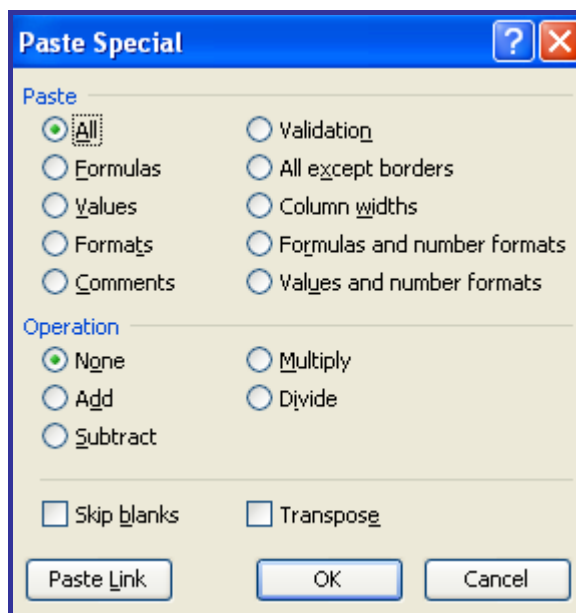 Paste Special
Paste
All Validation
Formulas All except borders
Values Column widths
Formats Formulas and number formats
Comments Values and number formats
Operation
None Multiply
Add Divide
Subtract
Skip blanks Transpose
Paste Link OK Cancel